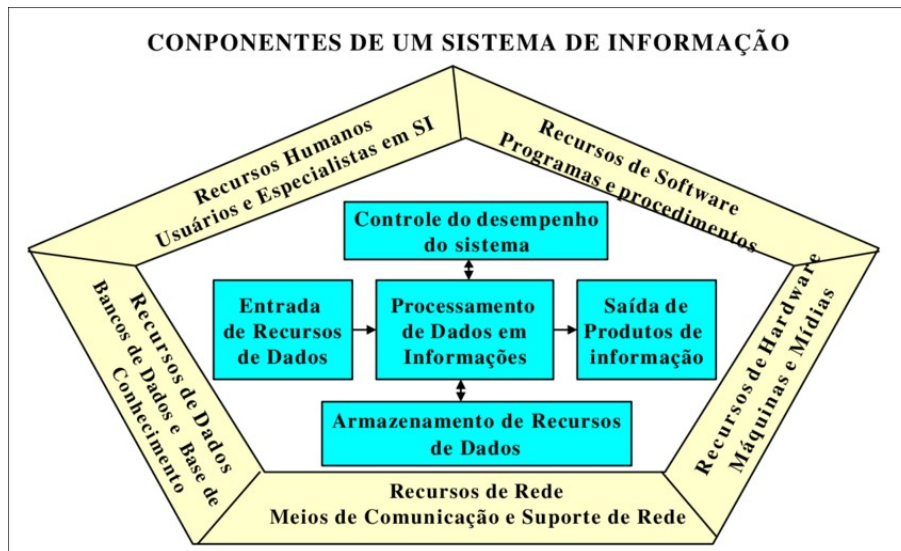 CONPONENTES DE UM SISTEMA DE INFORMAÇÃO
Recursos Humanos
Usuários e Especialistas em SI
Recursos de Software
Programas e procedimentos
Controle do desempenho
do sistema
Entrada
de Recursos
de Dados
Processamento
de Dados em
Informações
Saída de
Produtos de
informação
Armazenamento de Recursos
de Dados
Recursos de Dados
Bancos de Dados e Base de
Conhecimento
Recursos de Hardware
Máquinas e Mídias
Recursos de Rede
Meios de Comunicação e Suporte de Rede